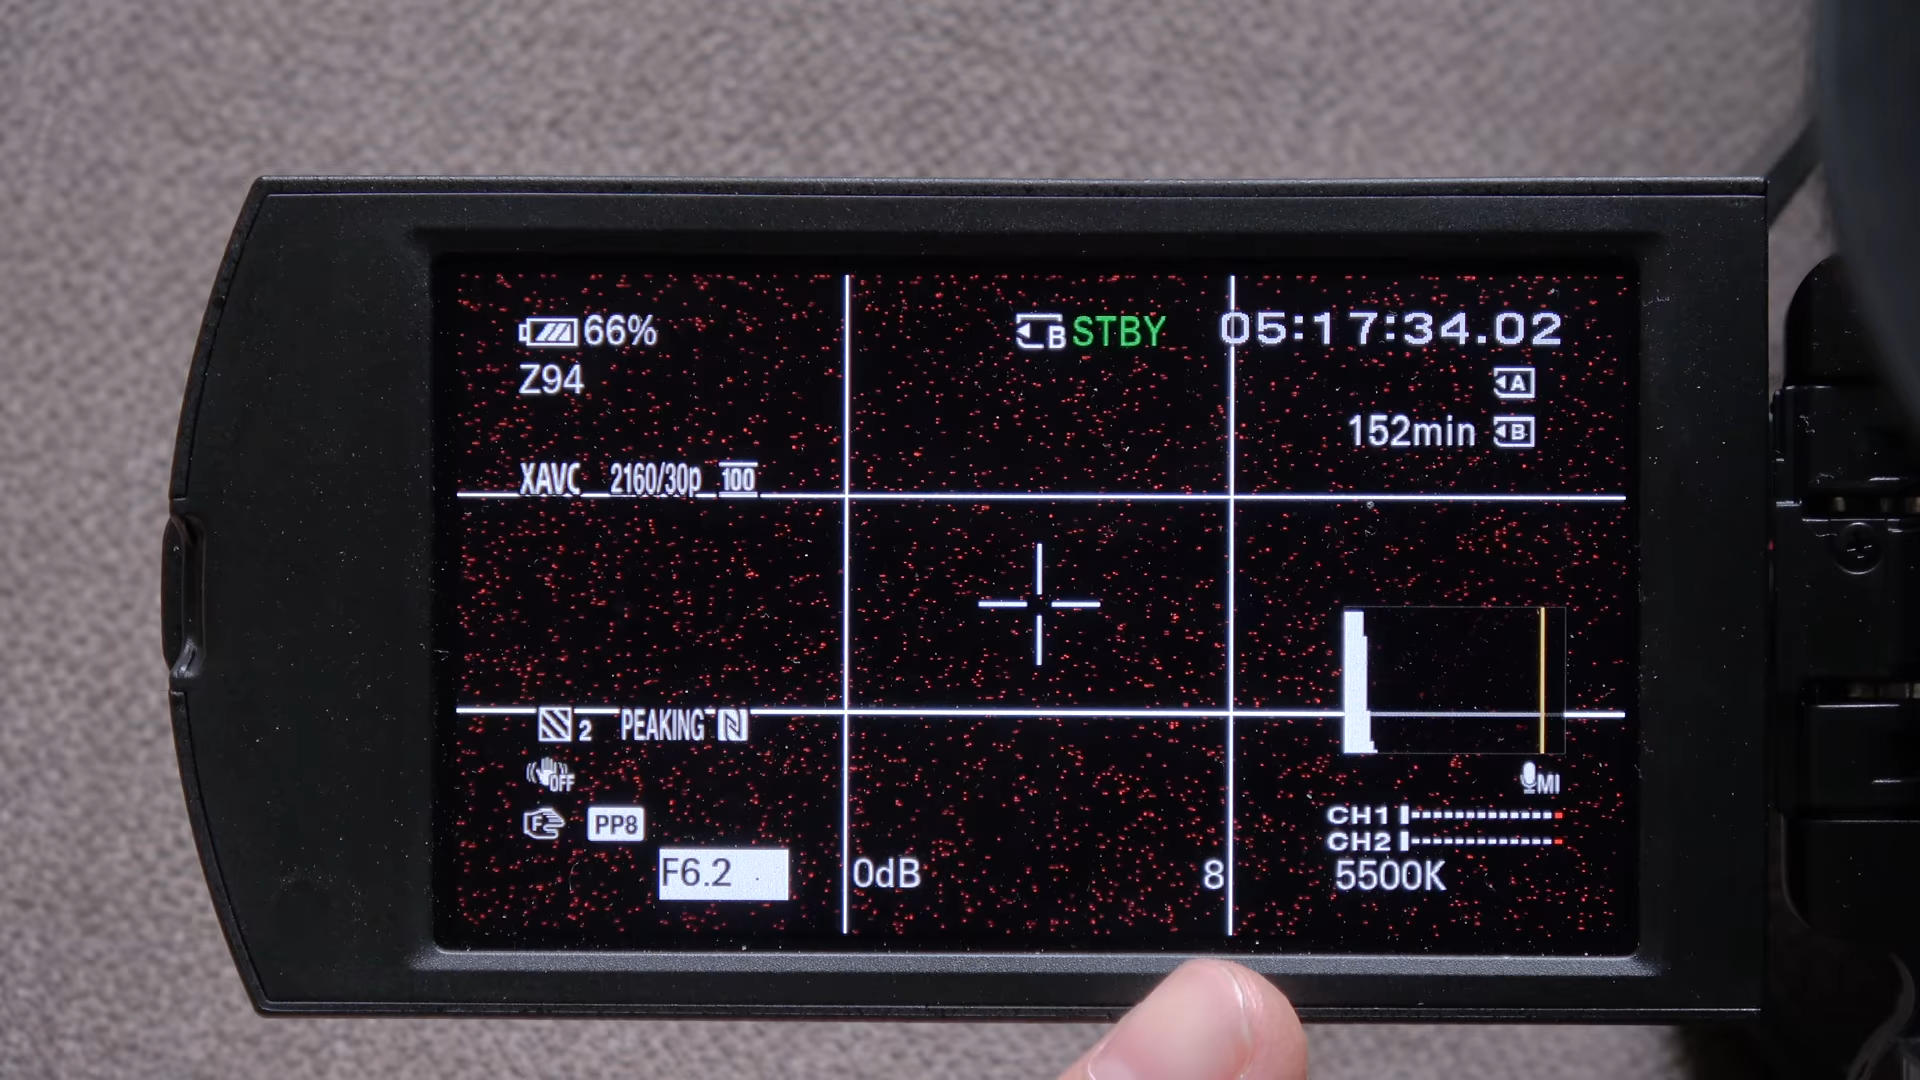 66% B STBY 05:17:34.02
Z94 A
152min B
XAVC 2160/30p 100
2 PEAKING N
OFF MI
F PP8 CH1
CH2
F6.2 0dB 8 5500K